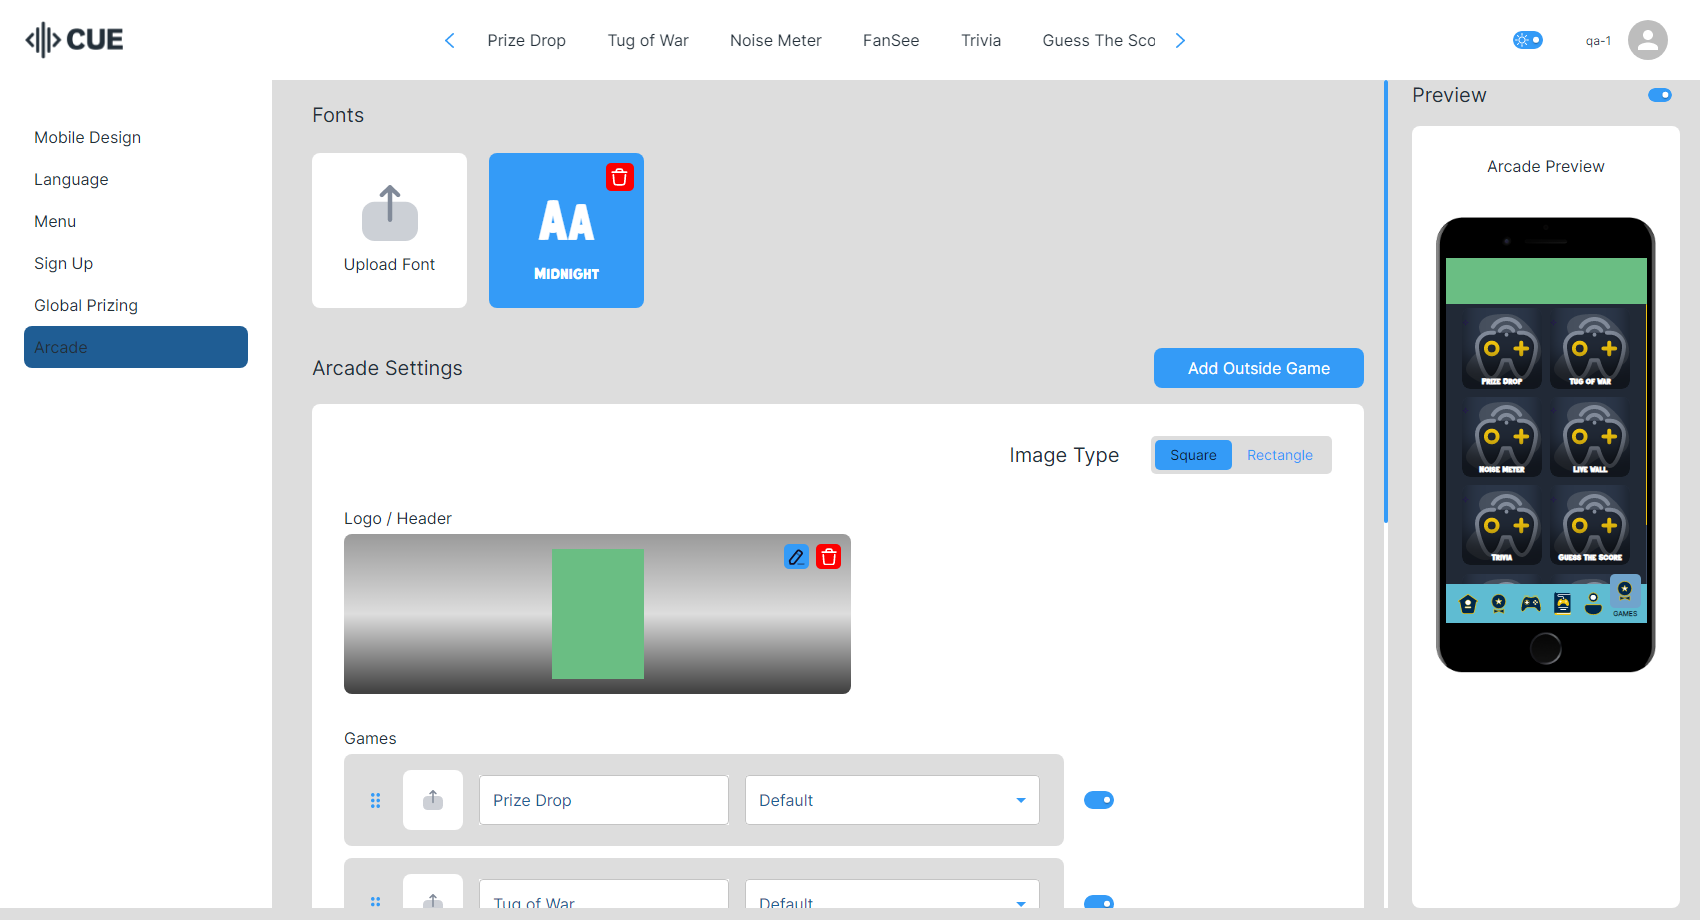 CUE
Prize Drop
Tug of War
Noise Meter
FanSee
Trivia
Guess The Sco
qa-1
Mobile Design
Language
Menu
Sign Up
Global Prizing
Arcade
Fonts
Upload Font
AA
MIDNIGHT
Arcade Settings
Add Outside Game
Image Type
Square
Rectangle
Logo / Header
Games
Prize Drop
Default
Tug of War
Default
Preview
Arcade Preview
PRIZE DROP
TUG OF WAR
NOISE METER
LIVE WALL
TRIVIA
GUESS THE SCORE
GAMES